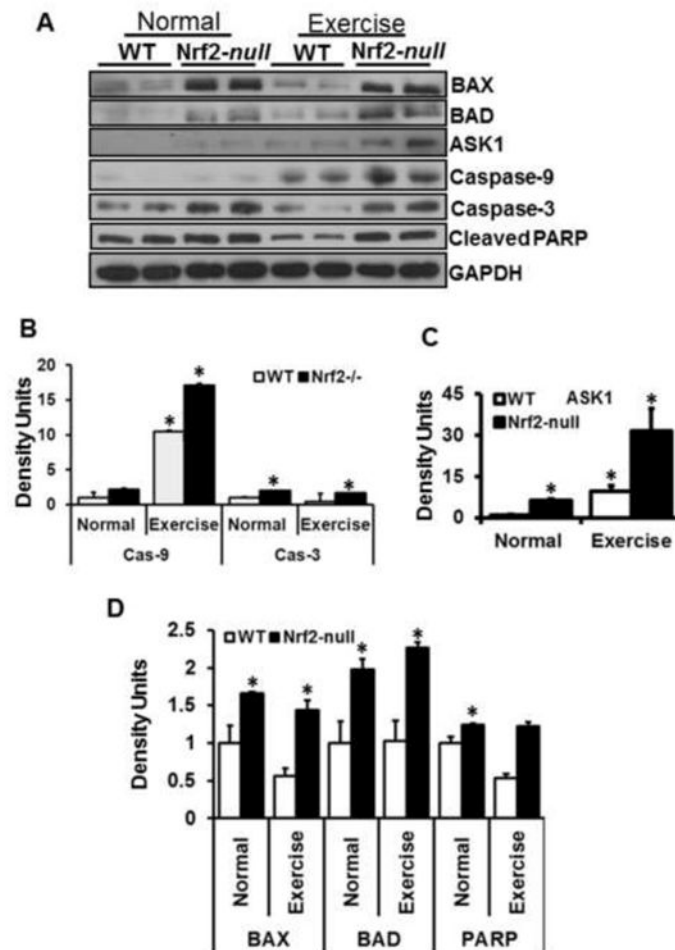 A
Normal Exercise
WT Nrf2-null WT Nrf2-null
BAX
BAD
ASK1
Caspase-9
Caspase-3
Cleaved PARP
GAPDH
B
Density Units
20
15
10
5
0
WT Nrf2-/-
* * * *
Normal Exercise Normal Exercise
Cas-9 Cas-3
C
Density Units
45
30
15
0
WT ASK1
Nrf2-null
* * *
Normal Exercise
D
Density Units
2.5
2
1.5
1
0.5
0
WT Nrf2-null
* * * * *
Normal Exercise Normal Exercise Normal Exercise
BAX BAD PARP